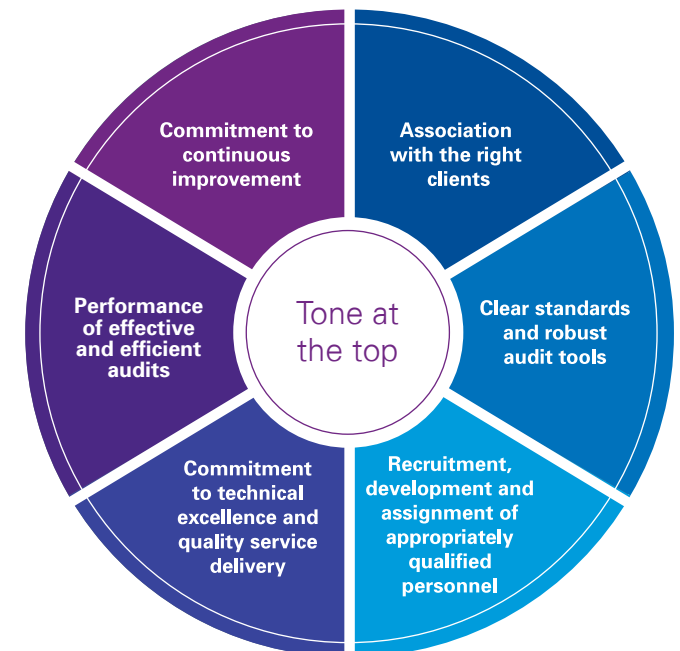 Commitment to
continuous
improvement
Association
with the right
clients
Performance
of effective
and efficient
audits
Tone at
the top
Clear standards
and robust
audit tools
Commitment
to technical
excellence and
quality service
delivery
Recruitment,
development and
assignment of
appropriately
qualified
personnel